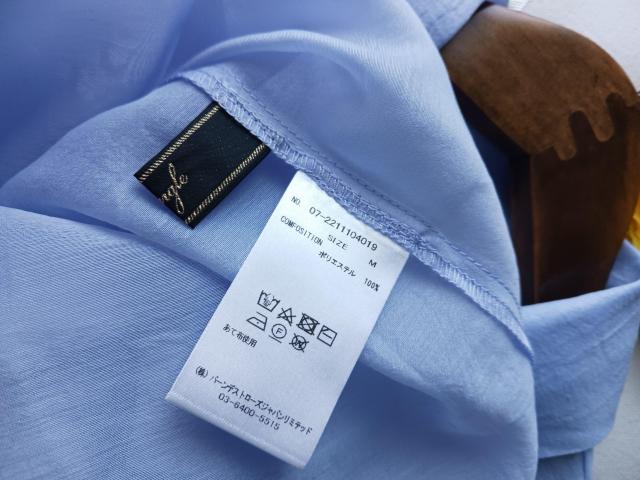 ngle
NO. 07-2211104019
SIZE M
COMPOSITION
ポリエステル 100%
あて布使用
(株) バーンデストローズジャパンリミテッド
03-6400-5515